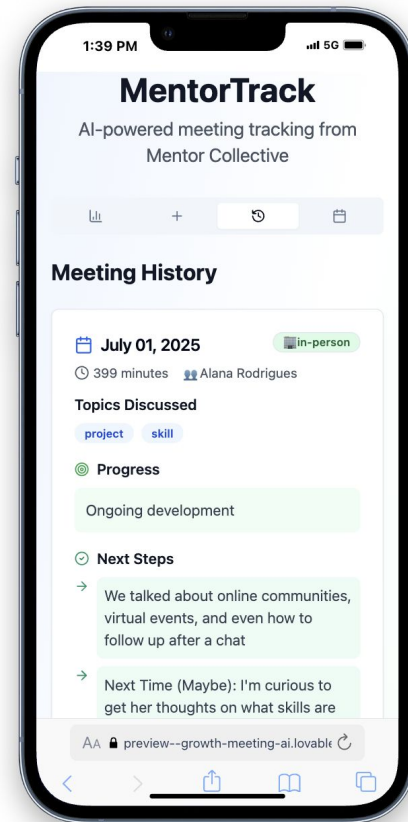 1:39 PM
5G
MentorTrack
AI-powered meeting tracking from
Mentor Collective
Meeting History
July 01, 2025
in-person
399 minutes
Alana Rodrigues
Topics Discussed
project
skill
Progress
Ongoing development
Next Steps
We talked about online communities,
virtual events, and even how to
follow up after a chat
Next Time (Maybe): I'm curious to
get her thoughts on what skills are
AA preview--growth-meeting-ai.lovable